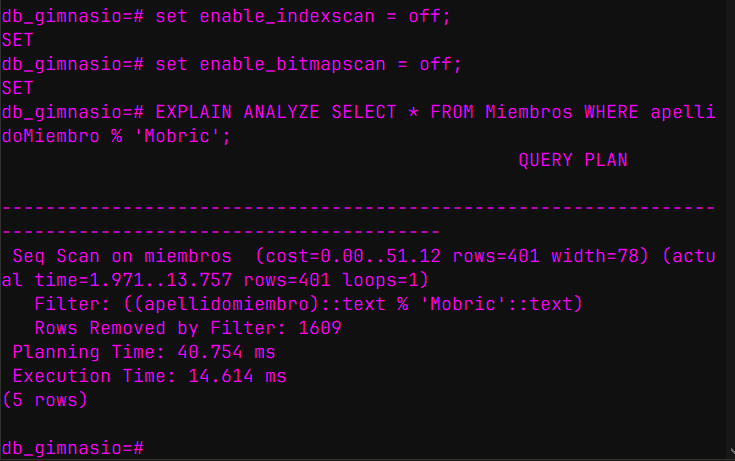 db_gimnasio=# set enable_indexscan = off;
SET
db_gimnasio=# set enable_bitmapscan = off;
SET
db_gimnasio=# EXPLAIN ANALYZE SELECT * FROM Miembros WHERE apelli
doMiembro % 'Mobric';
QUERY PLAN
-----------------------------------------------------------------
----------------------------------------
Seq Scan on miembros  (cost=0.00..51.12 rows=401 width=78) (actu
al time=1.971..13.757 rows=401 loops=1)
Filter: ((apellidomiembro)::text % 'Mobric'::text)
Rows Removed by Filter: 1609
Planning Time: 40.754 ms
Execution Time: 14.614 ms
(5 rows)
db_gimnasio=#